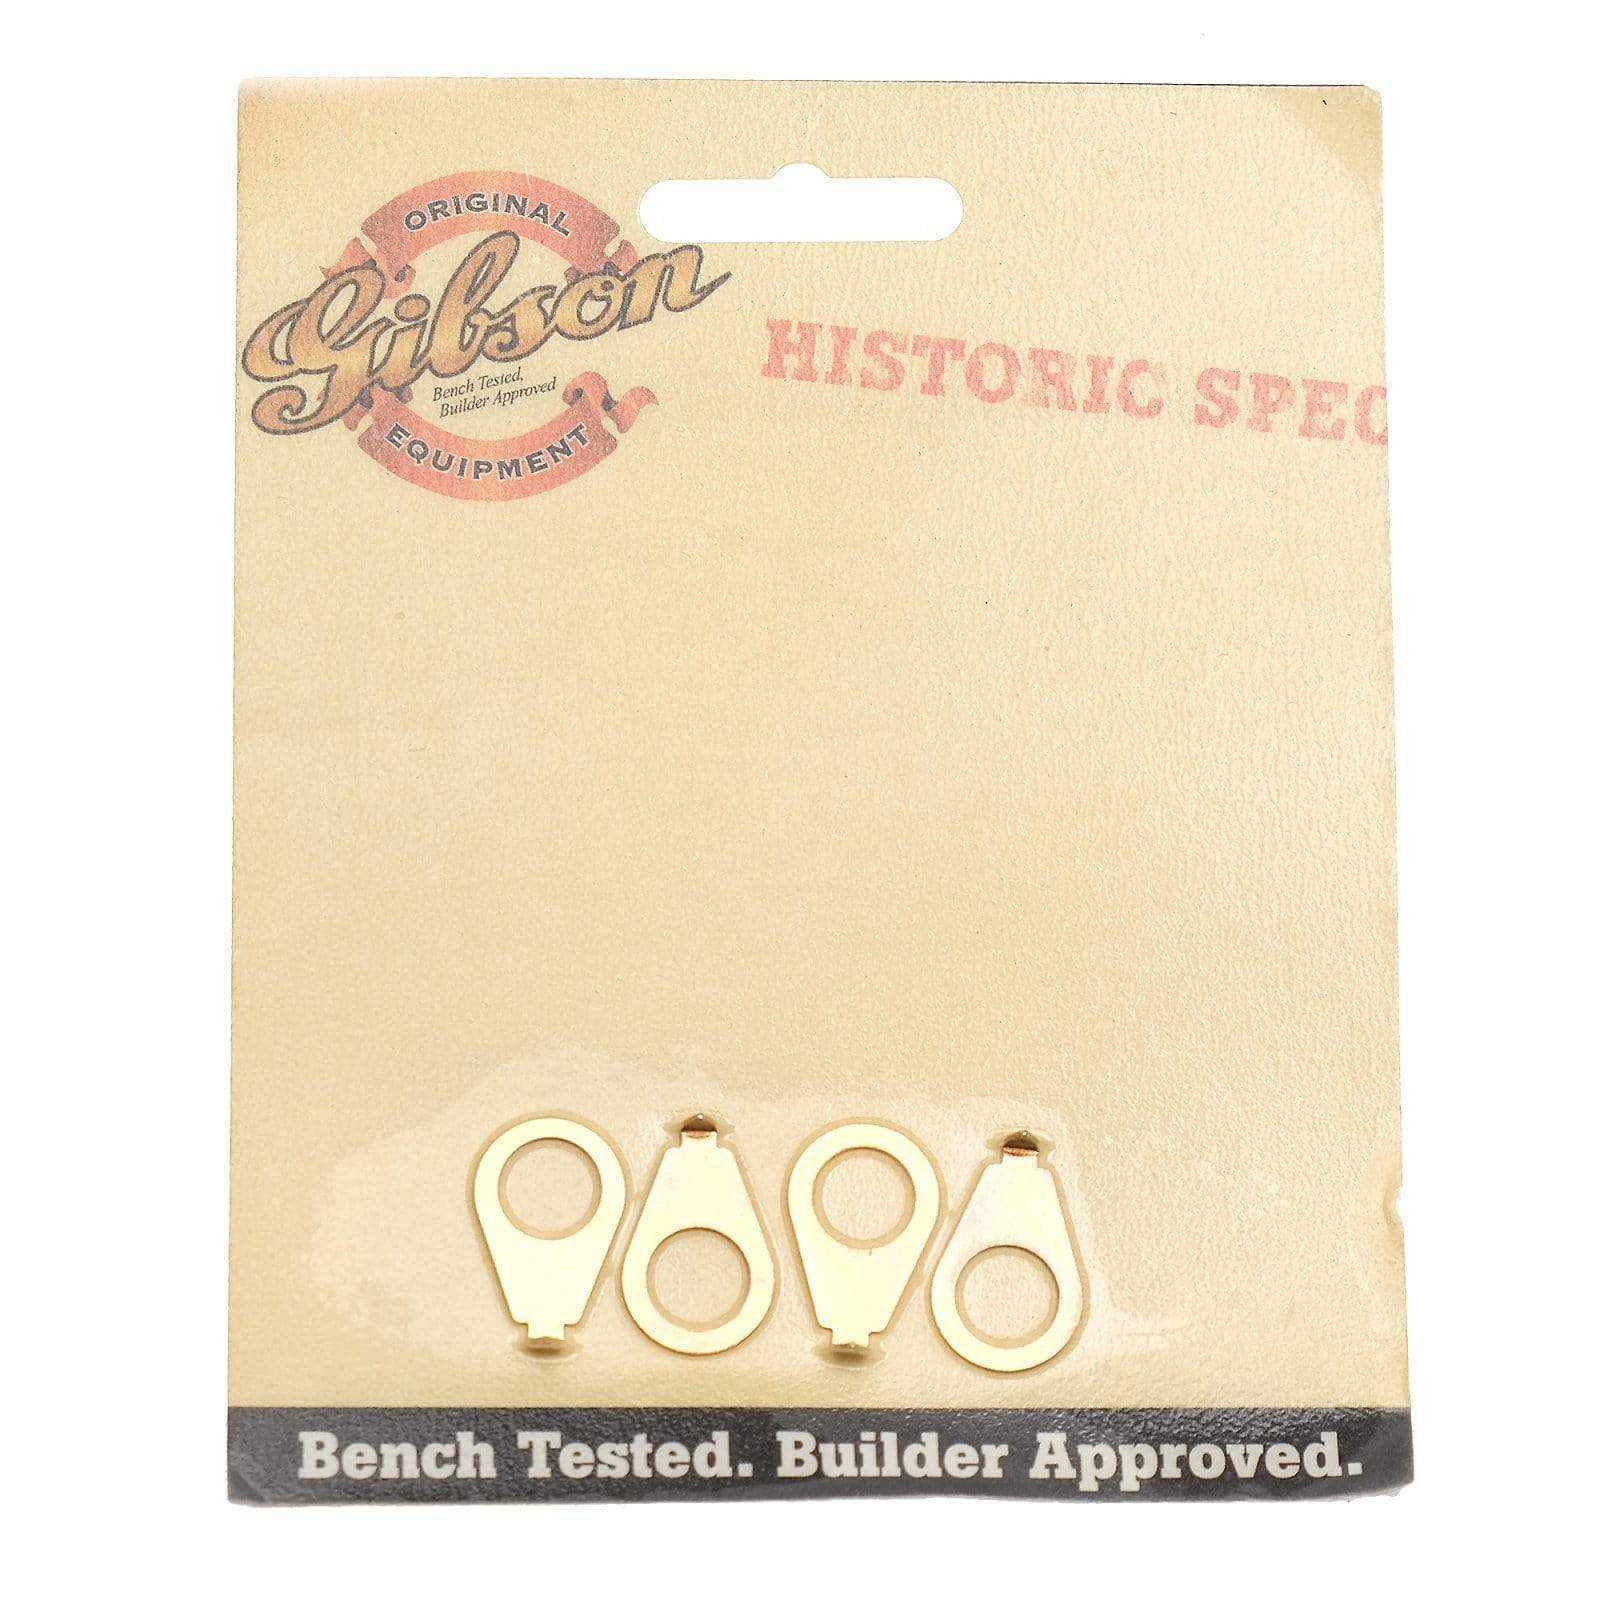 ORIGINAL
Gibson
Bench Tested,
Builder Approved
EQUIPMENT
HISTORIC SPEC
Bench Tested. Builder Approved.